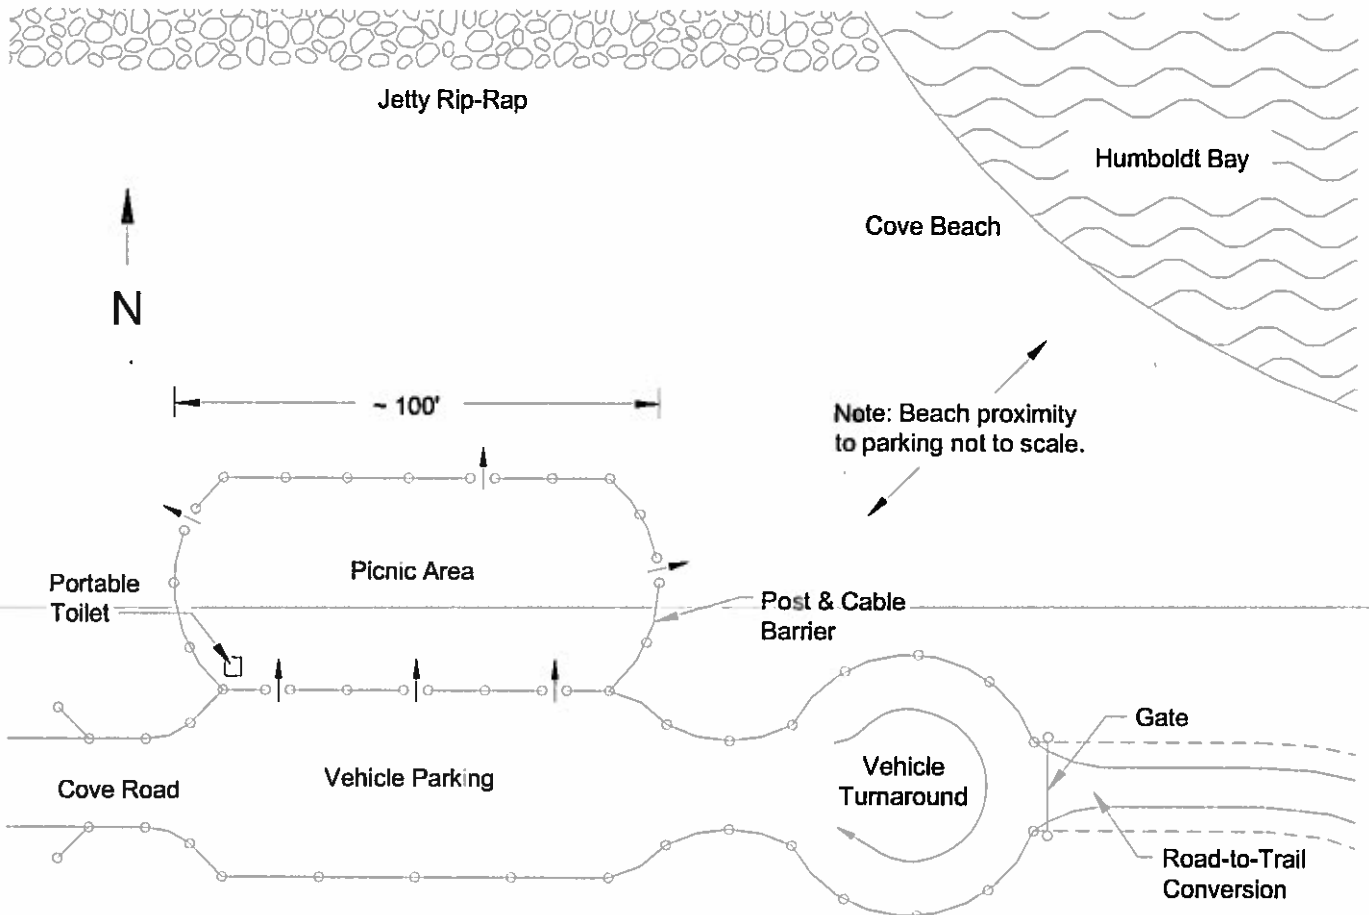 Jetty Rip-Rap
Humboldt Bay
Cove Beach
N
~ 100'
Note: Beach proximity
to parking not to scale.
Picnic Area
Portable
Toilet
Post & Cable
Barrier
Gate
Cove Road
Vehicle Parking
Vehicle
Turnaround
Road-to-Trail
Conversion